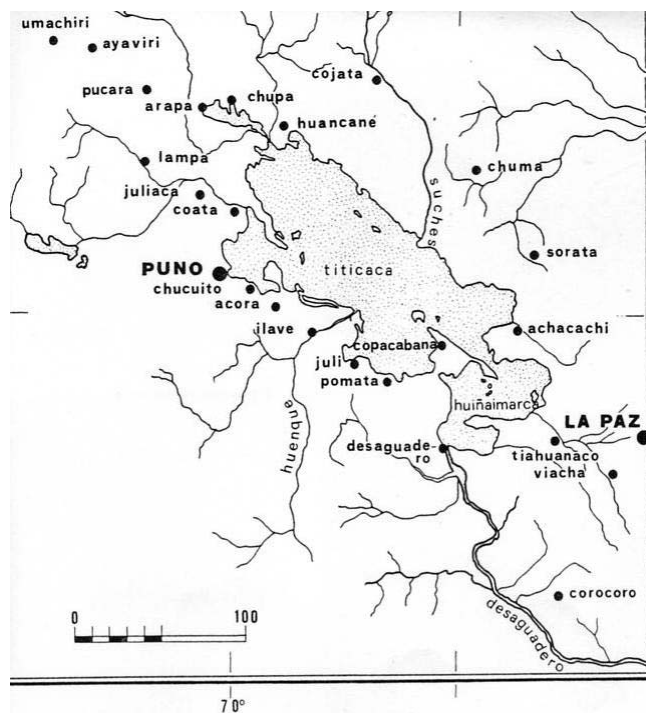 umachiri
ayaviri
pucara
arapa
chupa
cojata
huancané
lampa
chuma
juliaca
coata
suches
sorata
PUNO
titicaca
chucuito
acora
ilave
achacachi
copacabana
juli
pomata
huiñaimarca
huenque
LA PAZ
desaguade-
ro
tiahuanaco
viacha
corocoro
desaguadero
0 100
70°